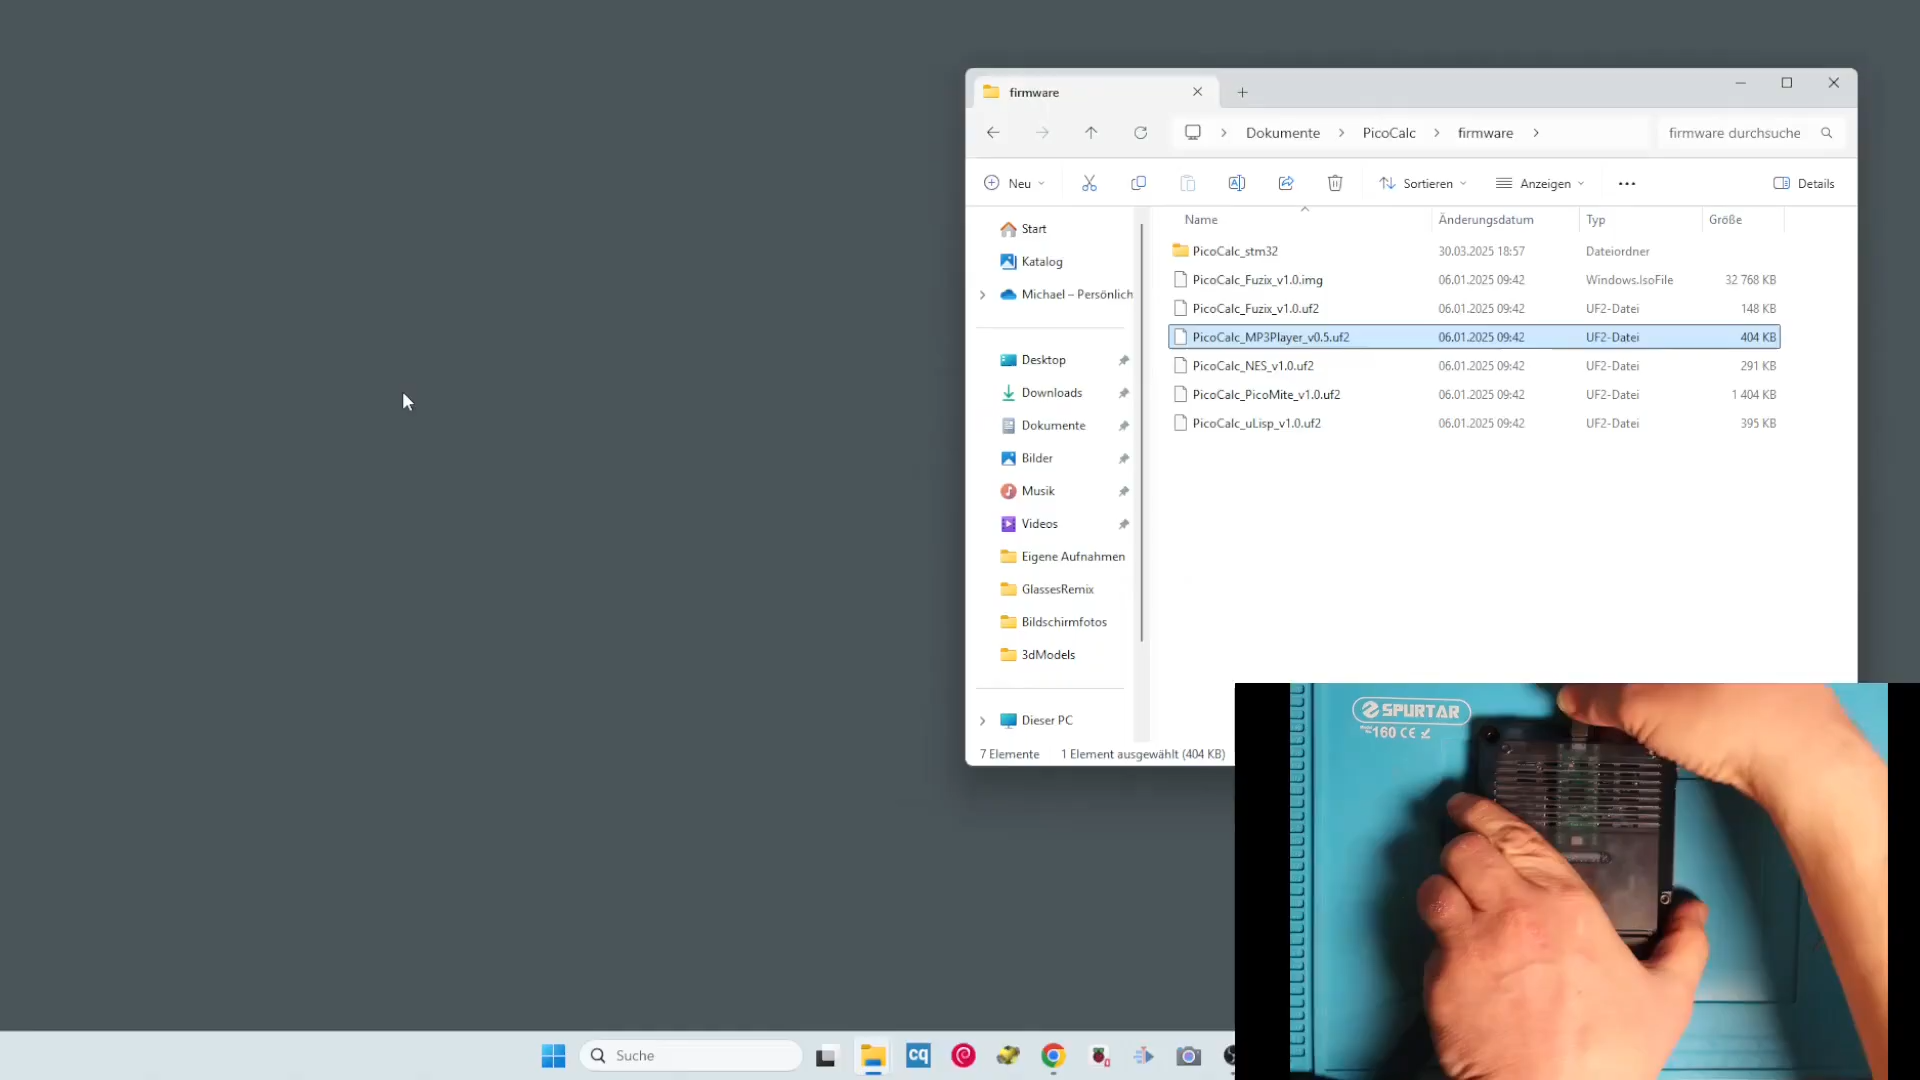 firmware
Dokumente
PicoCalc
firmware
firmware durchsuche
Neu
Sortieren
Anzeigen
Details
Name
Änderungsdatum
Typ
Größe
PicoCalc_stm32 30.03.2025 18:57 Dateiordner
PicoCalc_Fuzix_v1.0.img 06.01.2025 09:42 Windows.IsoFile 32 768 KB
PicoCalc_Fuzix_v1.0.uf2 06.01.2025 09:42 UF2-Datei 148 KB
PicoCalc_MP3Player_v0.5.uf2 06.01.2025 09:42 UF2-Datei 404 KB
PicoCalc_NES_v1.0.uf2 06.01.2025 09:42 UF2-Datei 291 KB
PicoCalc_PicoMite_v1.0.uf2 06.01.2025 09:42 UF2-Datei 1 404 KB
PicoCalc_uLisp_v1.0.uf2 06.01.2025 09:42 UF2-Datei 395 KB
Start
Katalog
Michael – Persönlich
Desktop
Downloads
Dokumente
Bilder
Musik
Videos
Eigene Aufnahmen
GlassesRemix
Bildschirmfotos
3dModels
Dieser PC
7 Elemente 1 Element ausgewählt (404 KB)
SPURTAR
160 CE
Suche
cq